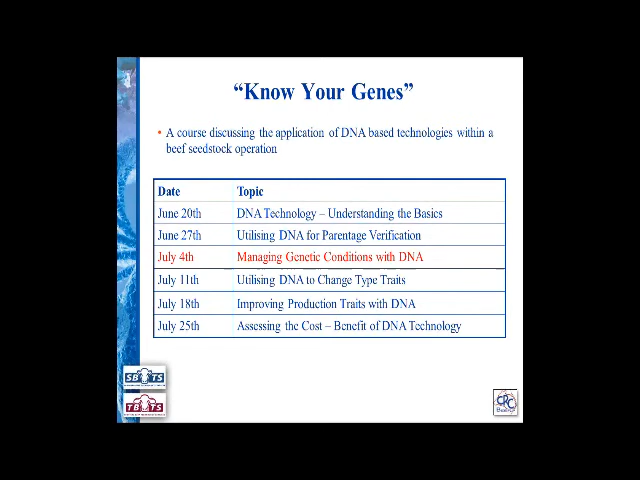 “Know Your Genes”
• A course discussing the application of DNA based technologies within a
beef seedstock operation
Date Topic
June 20th DNA Technology – Understanding the Basics
June 27th Utilising DNA for Parentage Verification
July 4th Managing Genetic Conditions with DNA
July 11th Utilising DNA to Change Type Traits
July 18th Improving Production Traits with DNA
July 25th Assessing the Cost – Benefit of DNA Technology
SBTS
TBTS
CRC